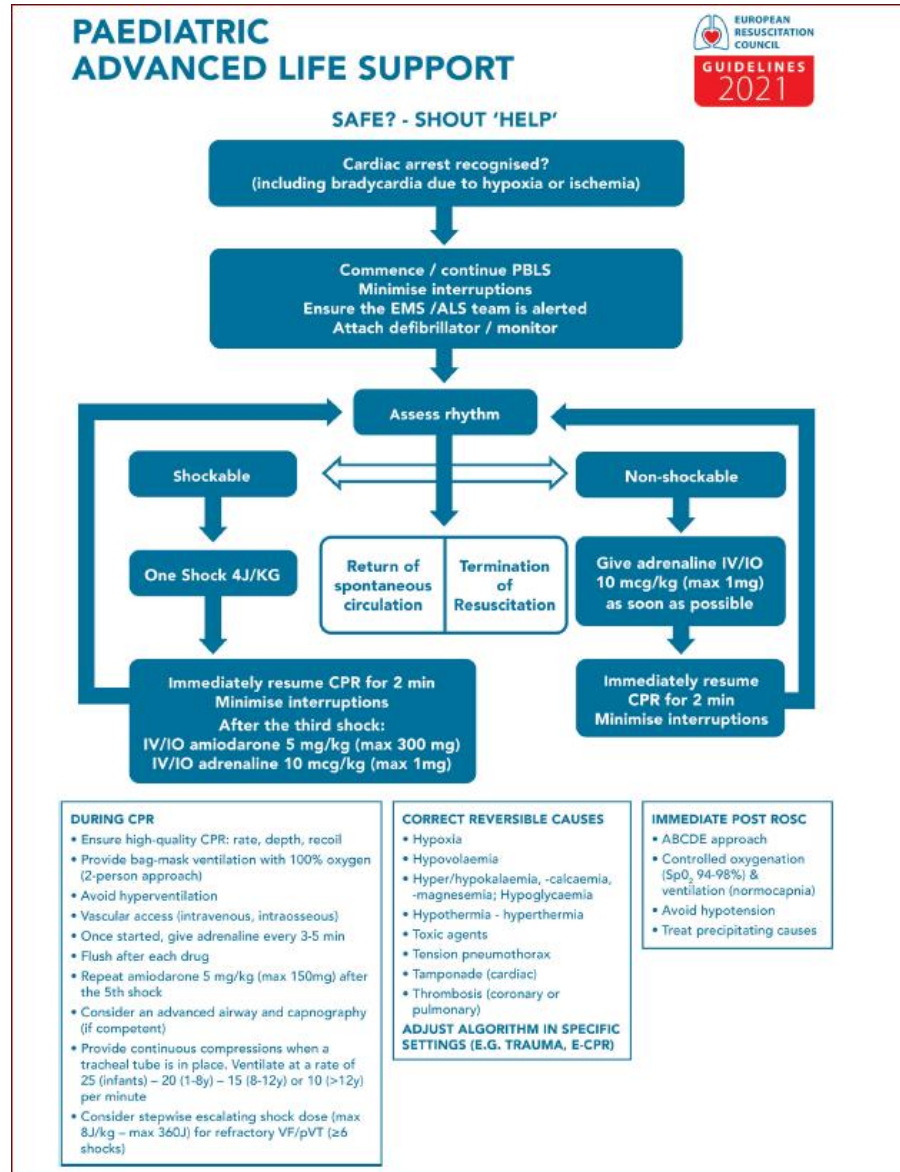 PAEDIATRIC
ADVANCED LIFE SUPPORT
EUROPEAN
RESUSCITATION
COUNCIL
GUIDELINES
2021
SAFE? - SHOUT 'HELP'
Cardiac arrest recognised?
(including bradycardia due to hypoxia or ischemia)
Commence / continue PBLS
Minimise interruptions
Ensure the EMS /ALS team is alerted
Attach defibrillator / monitor
Assess rhythm
Shockable
Non-shockable
One Shock 4J/KG
Return of
spontaneous
circulation
Termination
of
Resuscitation
Give adrenaline IV/IO
10 mcg/kg (max 1mg)
as soon as possible
Immediately resume CPR for 2 min
Minimise interruptions
After the third shock:
IV/IO amiodarone 5 mg/kg (max 300 mg)
IV/IO adrenaline 10 mcg/kg (max 1mg)
Immediately resume
CPR for 2 min
Minimise interruptions
DURING CPR
• Ensure high-quality CPR: rate, depth, recoil
• Provide bag-mask ventilation with 100% oxygen
(2-person approach)
• Avoid hyperventilation
• Vascular access (intravenous, intraosseous)
• Once started, give adrenaline every 3-5 min
• Flush after each drug
• Repeat amiodarone 5 mg/kg (max 150mg) after
the 5th shock
• Consider an advanced airway and capnography
(if competent)
• Provide continuous compressions when a
tracheal tube is in place. Ventilate at a rate of
25 (infants) – 20 (1-8y) – 15 (8-12y) or 10 (>12y)
per minute
• Consider stepwise escalating shock dose (max
8J/kg – max 360J) for refractory VF/pVT (≥6
shocks)
CORRECT REVERSIBLE CAUSES
• Hypoxia
• Hypovolaemia
• Hyper/hypokalaemia, -calcaemia,
-magnesemia; Hypoglycaemia
• Hypothermia - hyperthermia
• Toxic agents
• Tension pneumothorax
• Tamponade (cardiac)
• Thrombosis (coronary or
pulmonary)
ADJUST ALGORITHM IN SPECIFIC
SETTINGS (E.G. TRAUMA, E-CPR)
IMMEDIATE POST ROSC
• ABCDE approach
• Controlled oxygenation
(Sp0₂ 94-98%) &
ventilation (normocapnia)
• Avoid hypotension
• Treat precipitating causes